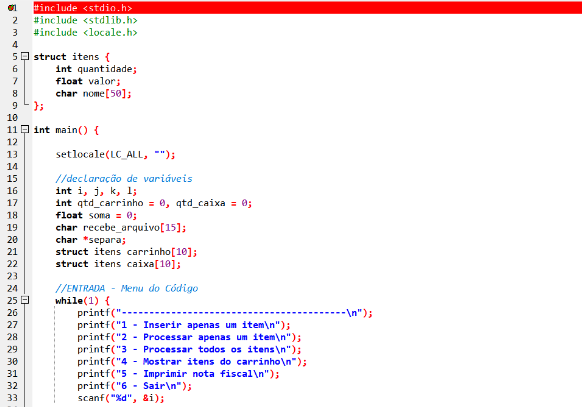 1 #include <stdio.h>
2 #include <stdlib.h>
3 #include <locale.h>
4
5 struct itens {
6 int quantidade;
7 float valor;
8 char nome[50];
9 };
10
11 int main() {
12
13 setlocale(LC_ALL, "");
14
15 //declaração de variáveis
16 int i, j, k, l;
17 int qtd_carrinho = 0, qtd_caixa = 0;
18 float soma = 0;
19 char recebe_arquivo[15];
20 char *separa;
21 struct itens carrinho[10];
22 struct itens caixa[10];
23
24 //ENTRADA - Menu do Código
25 while(1) {
26 printf("-----------------------------------------\n");
27 printf("1 - Inserir apenas um item\n");
28 printf("2 - Processar apenas um item\n");
29 printf("3 - Processar todos os itens\n");
30 printf("4 - Mostrar itens do carrinho\n");
31 printf("5 - Imprimir nota fiscal\n");
32 printf("6 - Sair\n");
33 scanf("%d", &i);